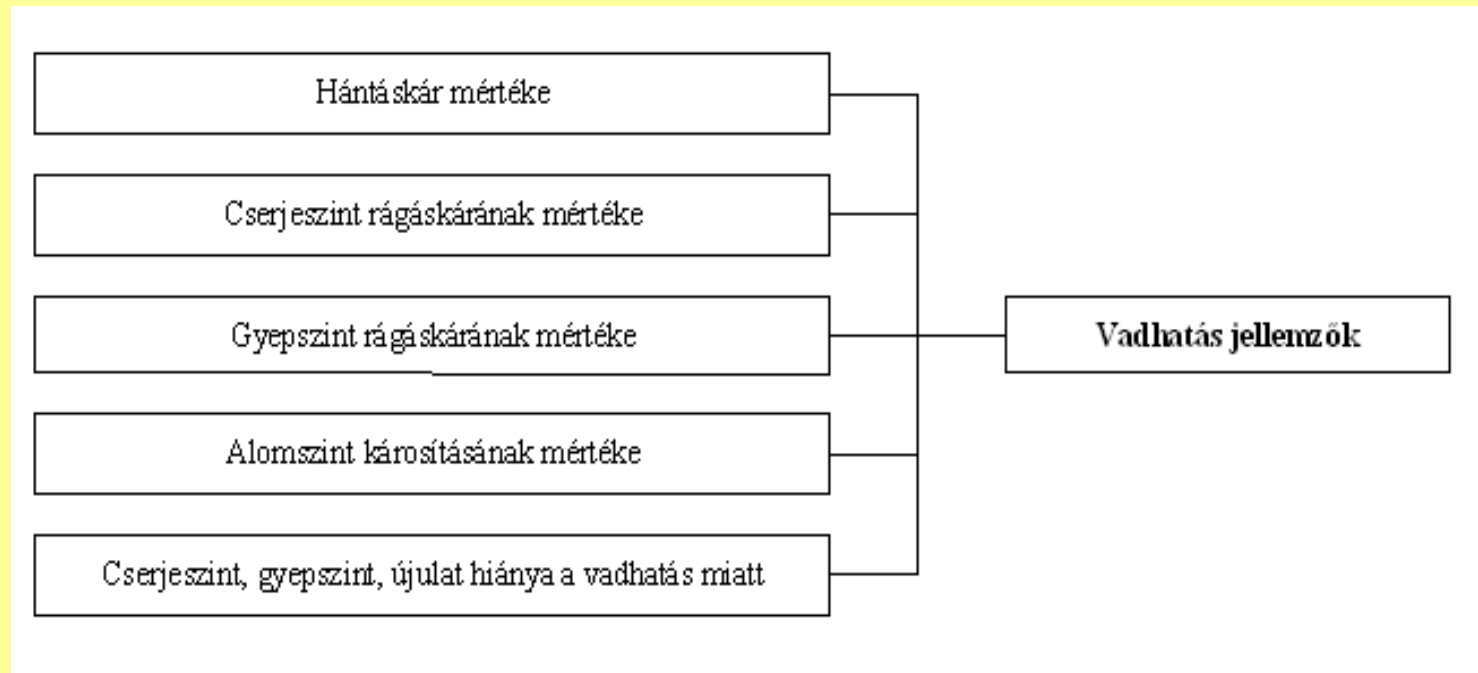 Hántáskár mértéke
Cserjeszint rágáskárának mértéke
Gyepszint rágáskárának mértéke
Vadhatás jellemzők
Alomszint károsításának mértéke
Cserjeszint, gyepszint, újulat hiánya a vadhatás miatt